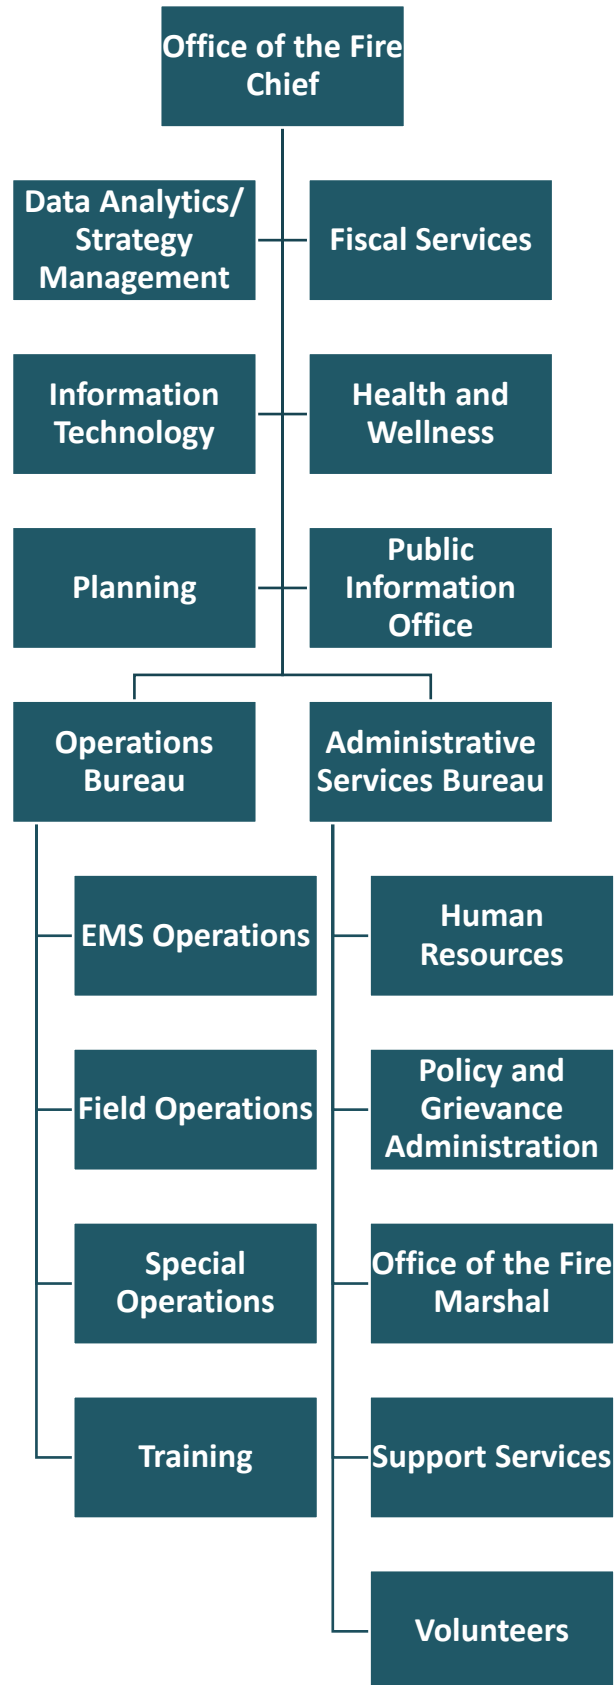 Office of the Fire
Chief
Data Analytics/
Strategy
Management
Fiscal Services
Information
Technology
Health and
Wellness
Planning
Public
Information
Office
Operations
Bureau
Administrative
Services Bureau
EMS Operations
Human
Resources
Field Operations
Policy and
Grievance
Administration
Special
Operations
Office of the Fire
Marshal
Training
Support Services
Volunteers